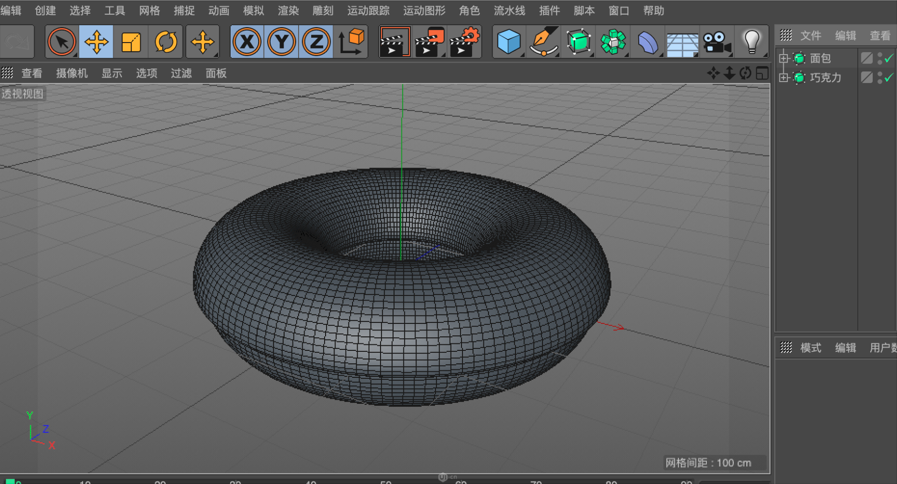 编辑 创建 选择 工具 网格 捕捉 动画 模拟 渲染 雕刻 运动跟踪 运动图形 角色 流水线 插件 脚本 窗口 帮助
X Y Z
文件 编辑 查看
查看 摄像机 显示 选项 过滤 面板
面包
巧克力
透视视图
模式 编辑 用户数
Y
Z
X
网格间距 : 100 cm